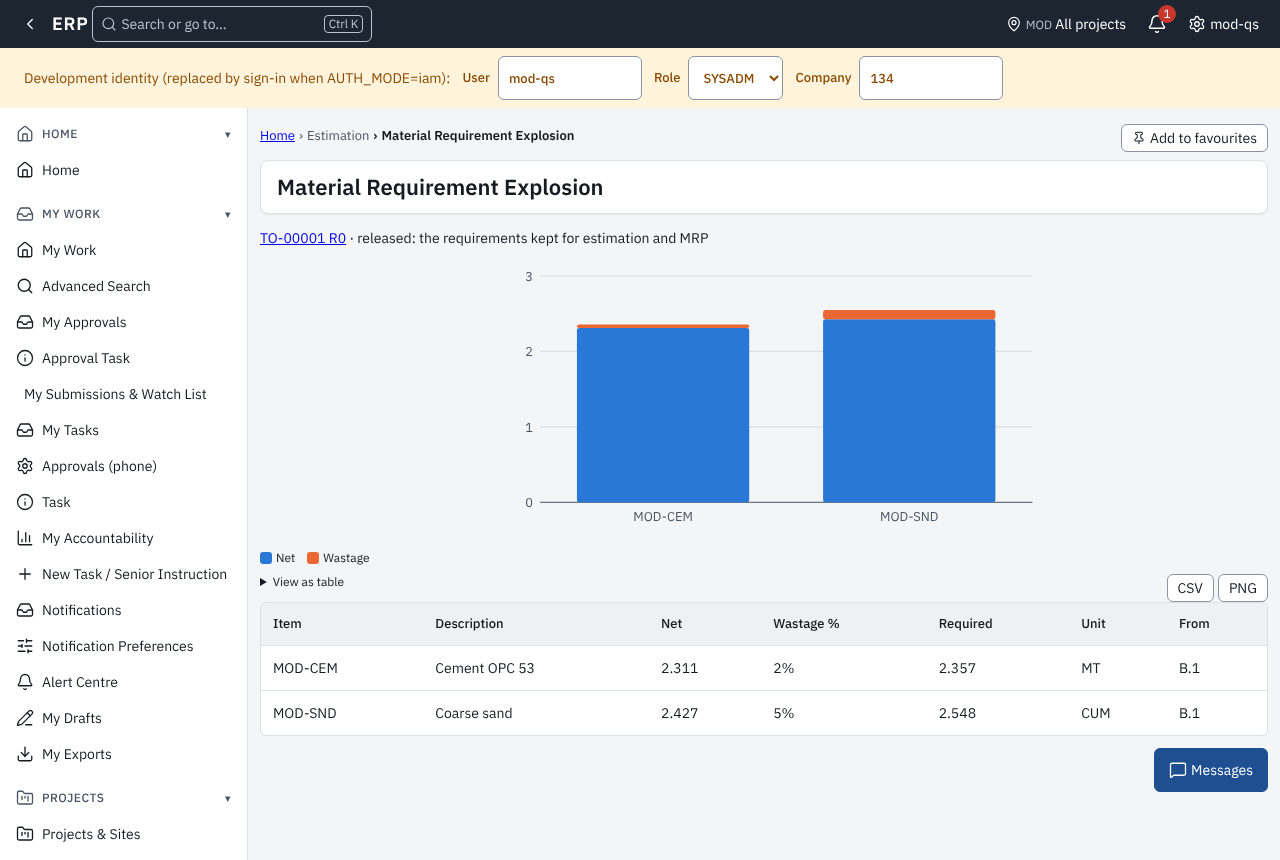 ERP
Search or go to...
Ctrl K
MOD All projects
1
mod-qs
Development identity (replaced by sign-in when AUTH_MODE=iam): User mod-qs Role SYSADM Company 134
HOME
Home
MY WORK
My Work
Advanced Search
My Approvals
Approval Task
My Submissions & Watch List
My Tasks
Approvals (phone)
Task
My Accountability
New Task / Senior Instruction
Notifications
Notification Preferences
Alert Centre
My Drafts
My Exports
PROJECTS
Projects & Sites
Home › Estimation › Material Requirement Explosion
Add to favourites
Material Requirement Explosion
TO-00001 R0 · released: the requirements kept for estimation and MRP
3
2
1
0
MOD-CEM MOD-SND
Net Wastage
View as table
CSV PNG
Item Description Net Wastage % Required Unit From
MOD-CEM Cement OPC 53 2.311 2% 2.357 MT B.1
MOD-SND Coarse sand 2.427 5% 2.548 CUM B.1
Messages